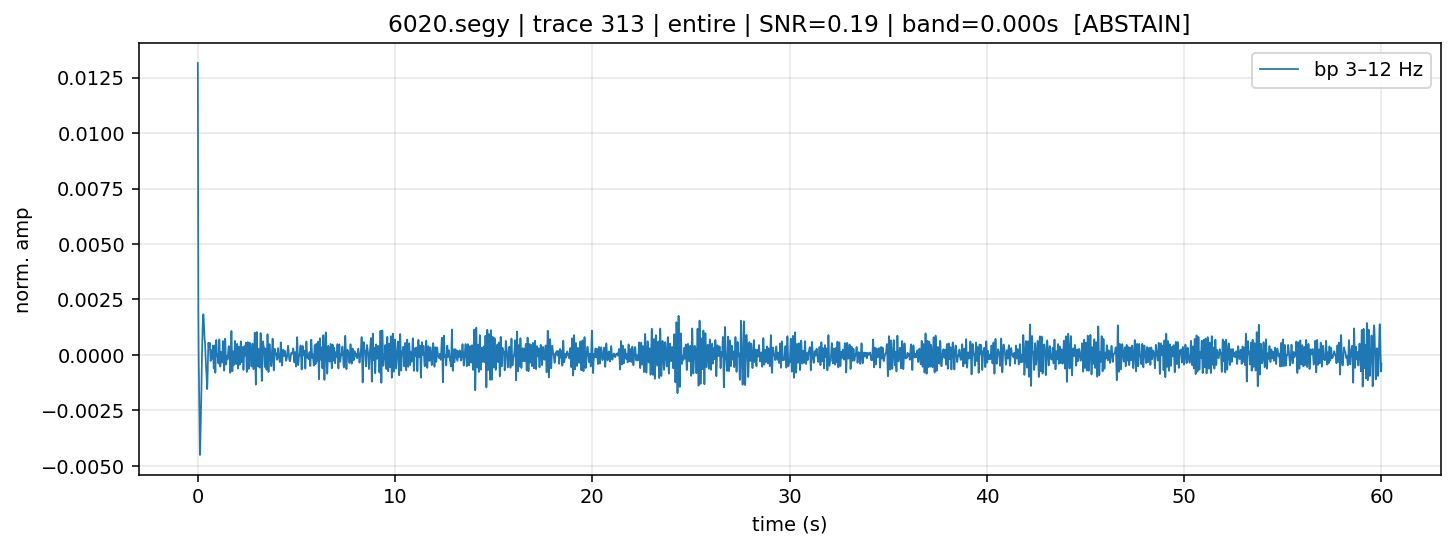 6020.segy | trace 313 | entire | SNR=0.19 | band=0.000s [ABSTAIN]
bp 3–12 Hz
norm. amp
0.0125
0.0100
0.0075
0.0050
0.0025
0.0000
−0.0025
−0.0050
0 10 20 30 40 50 60
time (s)